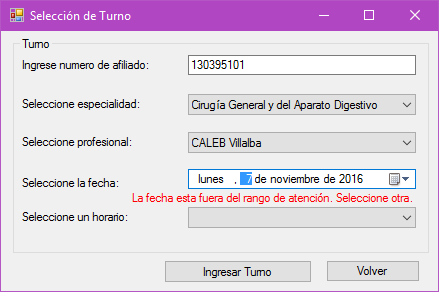 Selección de Turno
Turno
Ingrese numero de afiliado: 130395101
Seleccione especialidad: Cirugía General y del Aparato Digestivo
Seleccione profesional: CALEB Villalba
Seleccione la fecha: lunes , 7 de noviembre de 2016
La fecha esta fuera del rango de atención. Seleccione otra.
Seleccione un horario:
Ingresar Turno Volver